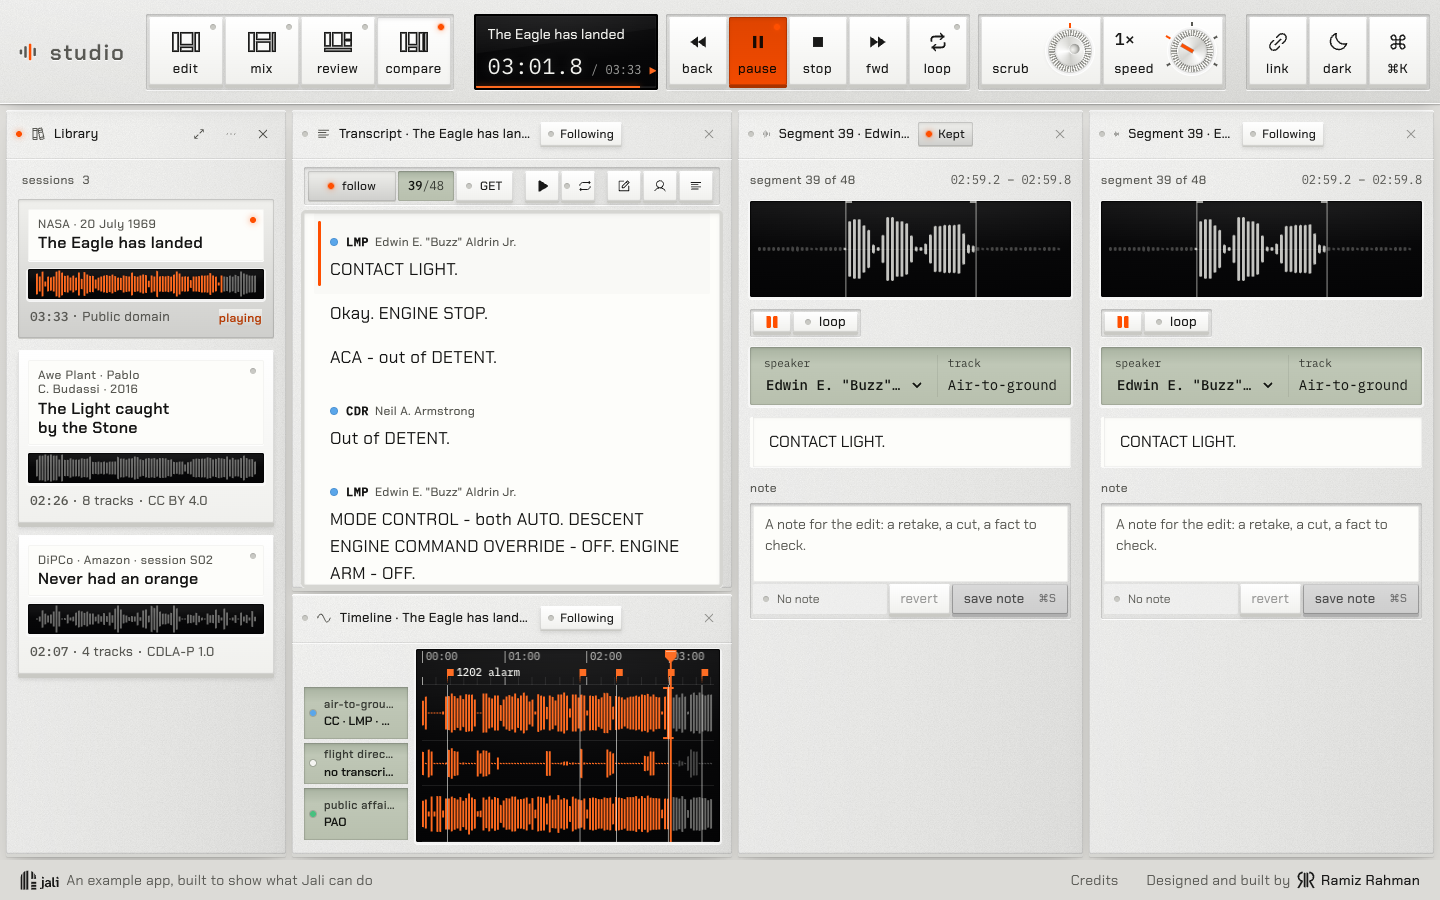 studio
edit
mix
review
compare
The Eagle has landed
03:01.8 / 03:33
back
pause
stop
fwd
loop
scrub
1×
speed
link
dark
⌘K
Library
sessions 3
NASA · 20 July 1969
The Eagle has landed
03:33 · Public domain
playing
Awe Plant · Pablo
C. Budassi · 2016
The Light caught
by the Stone
02:26 · 8 tracks · CC BY 4.0
DiPCo · Amazon · session S02
Never had an orange
02:07 · 4 tracks · CDLA-P 1.0
Transcript · The Eagle has lan...
Following
follow
39/48
GET
LMP Edwin E. "Buzz" Aldrin Jr.
CONTACT LIGHT.
Okay. ENGINE STOP.
ACA - out of DETENT.
CDR Neil A. Armstrong
Out of DETENT.
LMP Edwin E. "Buzz" Aldrin Jr.
MODE CONTROL - both AUTO. DESCENT
ENGINE COMMAND OVERRIDE - OFF. ENGINE
ARM - OFF.
Timeline · The Eagle has land...
Following
00:00 01:00 02:00 03:00
1202 alarm
air-to-grou...
CC · LMP · ...
flight direc...
no transcri...
public affai...
PAO
Segment 39 · Edwin...
Kept
segment 39 of 48
02:59.2 – 02:59.8
loop
speaker
Edwin E. "Buzz"...
track
Air-to-ground
CONTACT LIGHT.
note
A note for the edit: a retake, a cut, a fact to
check.
No note
revert
save note ⌘S
Segment 39 · E...
Following
segment 39 of 48
02:59.2 – 02:59.8
loop
speaker
Edwin E. "Buzz"...
track
Air-to-ground
CONTACT LIGHT.
note
A note for the edit: a retake, a cut, a fact to
check.
No note
revert
save note ⌘S
jali An example app, built to show what Jali can do
Credits
Designed and built by Ramiz Rahman